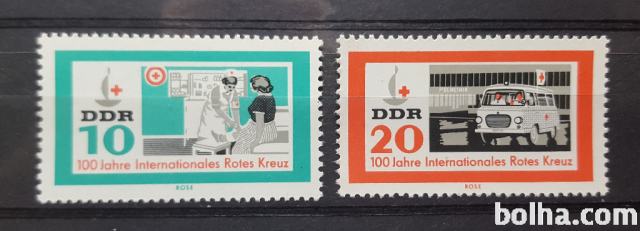 DDR
10
100 Jahre Internationales Rotes Kreuz
ROSE
DDR
20
100 Jahre Internationales Rotes Kreuz
ROSE
bolha.com